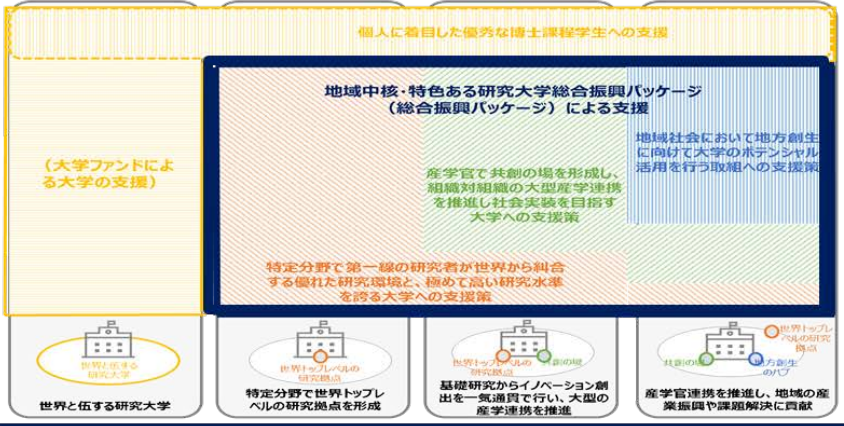 個人に着目した優秀な博士課程学生への支援
地域中核・特色ある研究大学総合振興パッケージ
（総合振興パッケージ）による支援
（大学ファンドによ
る大学の支援）
地域社会において地方創生
に向けて大学のポテンシャル
活用を行う取組への支援策
産学官で共創の場を形成し、
組織対組織の大型産学連携
を推進し社会実装を目指す
大学への支援策
特定分野で第一線の研究者が世界から糾合
する優れた研究環境と、極めて高い研究水準
を誇る大学への支援策
世界と伍する
研究大学
世界と伍する研究大学
世界トップレベルの
研究拠点
特定分野で世界トップレ
ベルの研究拠点を形成
世界トップレベルの
研究拠点
共創の場
基礎研究からイノベーション創
出を一気通貫で行い、大型の
産学連携を推進
世界トップレ
ベルの研究
拠点
共創の場
地方創生
のハブ
産学官連携を推進し、地域の産
業振興や課題解決に貢献